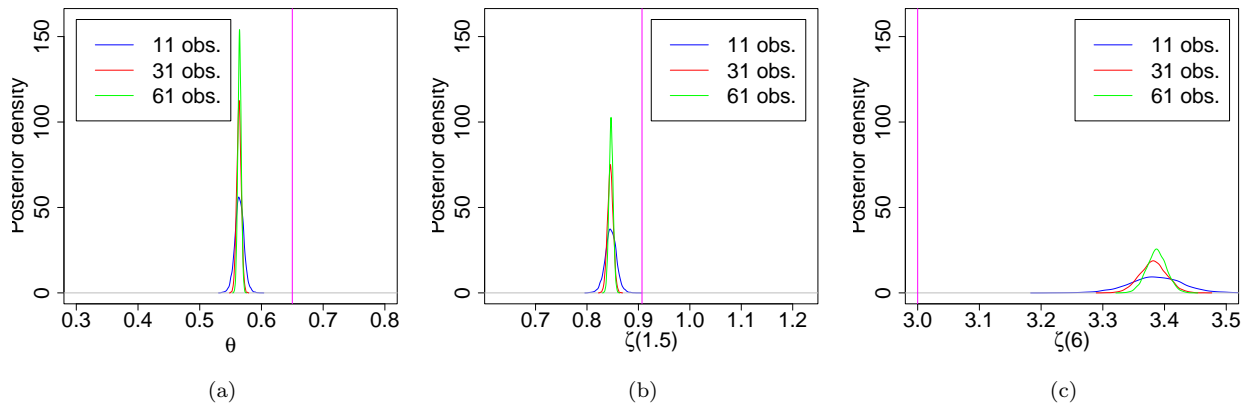 Posterior density
0 50 100 150
11 obs.
31 obs.
61 obs.
0.3 0.4 0.5 0.6 0.7 0.8
θ
(a)
Posterior density
0 50 100 150
11 obs.
31 obs.
61 obs.
0.7 0.8 0.9 1.0 1.1 1.2
ζ(1.5)
(b)
Posterior density
0 50 100 150
11 obs.
31 obs.
61 obs.
3.0 3.1 3.2 3.3 3.4 3.5
ζ(6)
(c)